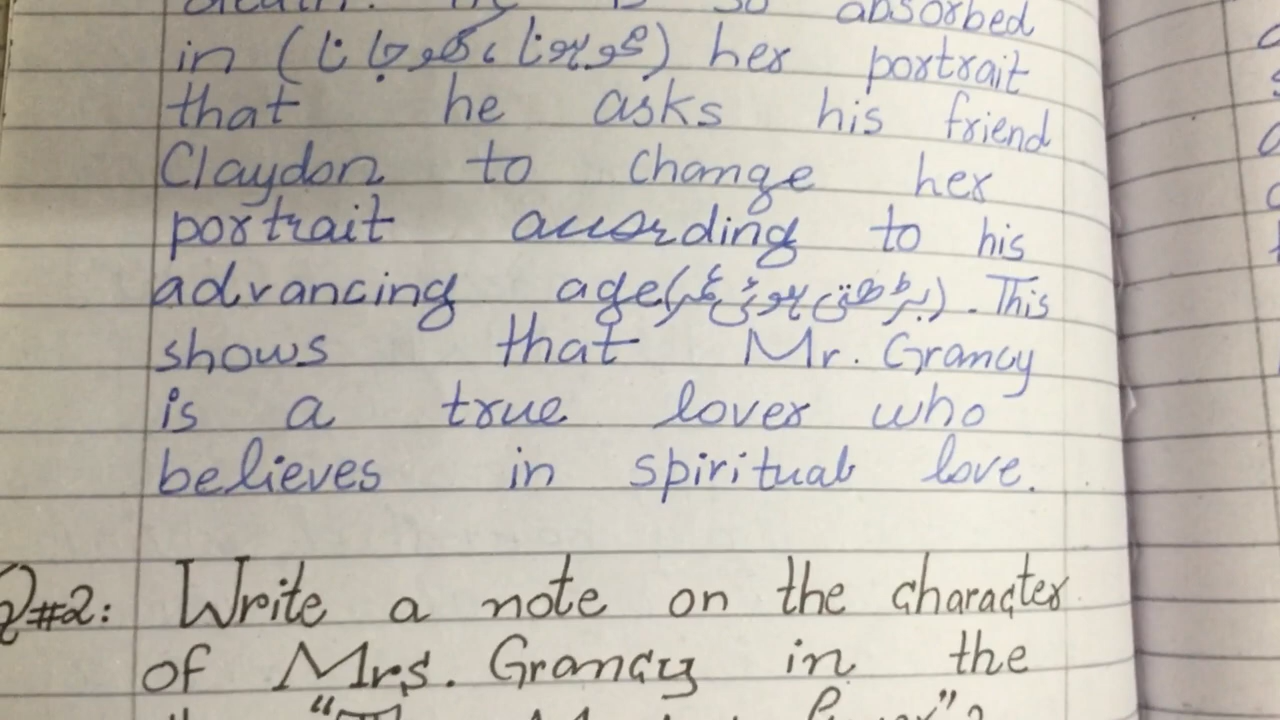 absorbed
in (محو ہونا، کھو جانا) her portrait
that he asks his friend
Claydon to change her
portrait according to his
advancing age(بڑھتی ہوئی عمر). This
shows that Mr. Grancy
is a true lover who
believes in spiritual love.
Q#2: Write a note on the character
of Mrs. Grancy in the